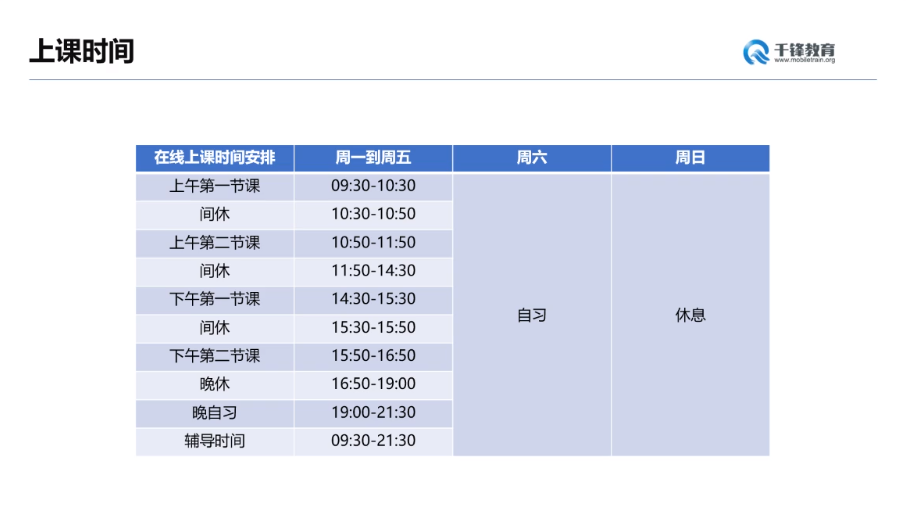 上课时间
千锋教育
www.mobiletrain.org
在线上课时间安排 周一到周五 周六 周日
上午第一节课 09:30-10:30
间休 10:30-10:50
上午第二节课 10:50-11:50
间休 11:50-14:30
下午第一节课 14:30-15:30
自习 休息
间休 15:30-15:50
下午第二节课 15:50-16:50
晚休 16:50-19:00
晚自习 19:00-21:30
辅导时间 09:30-21:30